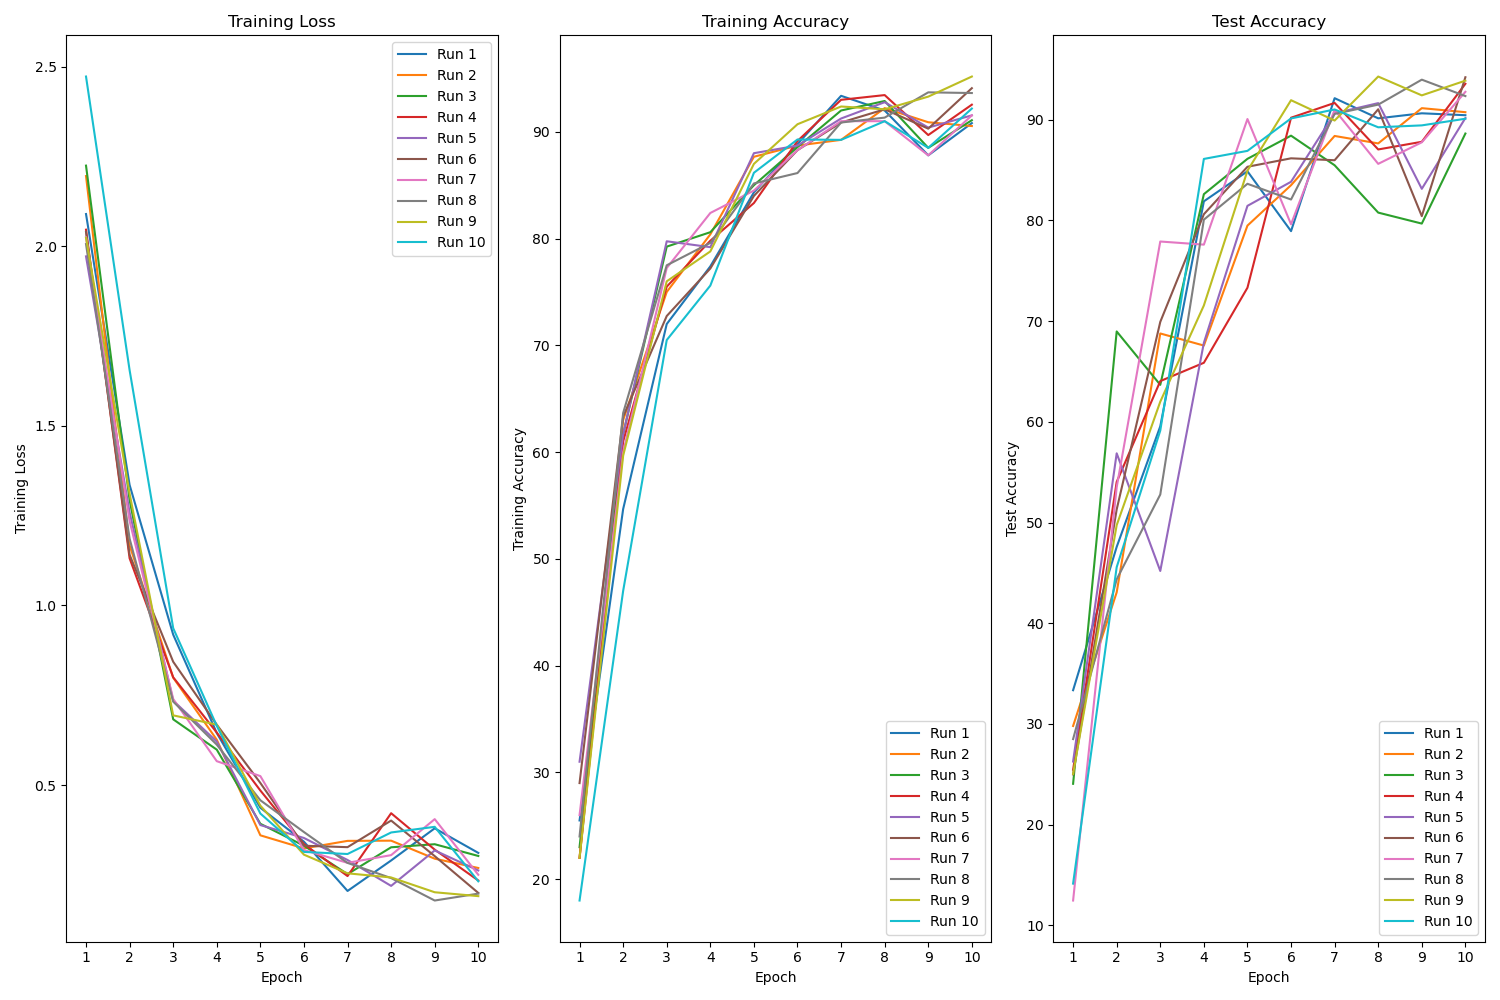 Training Loss
Training Loss
2.5
2.0
1.5
1.0
0.5
1 2 3 4 5 6 7 8 9 10
Epoch
Run 1
Run 2
Run 3
Run 4
Run 5
Run 6
Run 7
Run 8
Run 9
Run 10
Training Accuracy
Training Accuracy
90
80
70
60
50
40
30
20
1 2 3 4 5 6 7 8 9 10
Epoch
Run 1
Run 2
Run 3
Run 4
Run 5
Run 6
Run 7
Run 8
Run 9
Run 10
Test Accuracy
Test Accuracy
90
80
70
60
50
40
30
20
10
1 2 3 4 5 6 7 8 9 10
Epoch
Run 1
Run 2
Run 3
Run 4
Run 5
Run 6
Run 7
Run 8
Run 9
Run 10